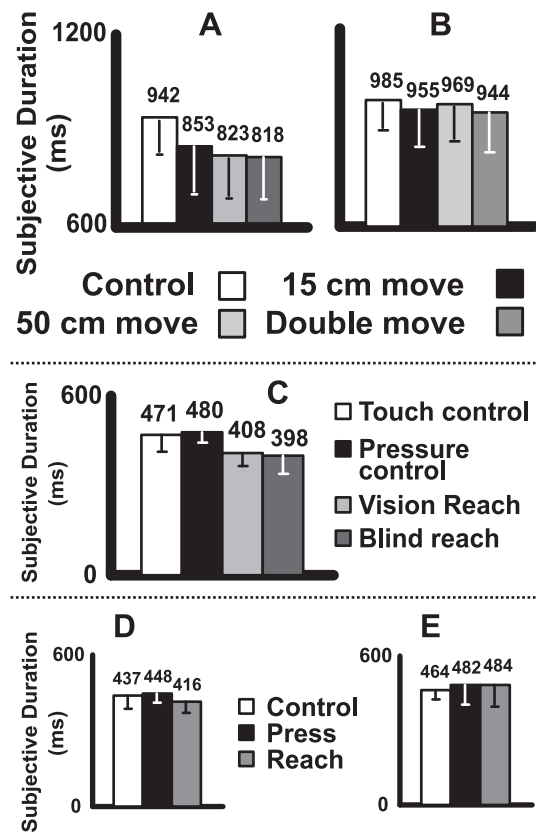 A
B
1200
600
Subjective Duration
(ms)
942
853
823
818
985
955
969
944
Control
15 cm move
50 cm move
Double move
C
600
0
Subjective Duration
(ms)
471
480
408
398
Touch control
Pressure
control
Vision Reach
Blind reach
D
600
0
Subjective Duration
(ms)
437
448
416
Control
Press
Reach
E
600
0
464
482
484